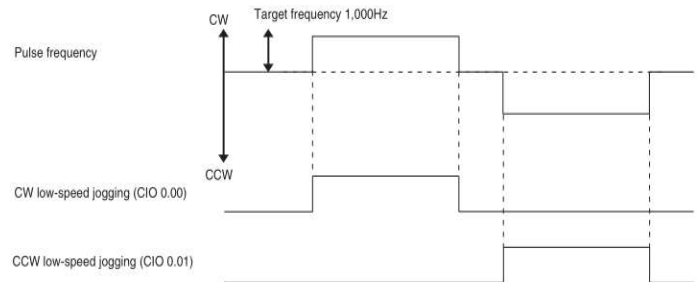 CW
Target frequency 1,000Hz
Pulse frequency
CCW
CW low-speed jogging (CIO 0.00)
CCW low-speed jogging (CIO 0.01)